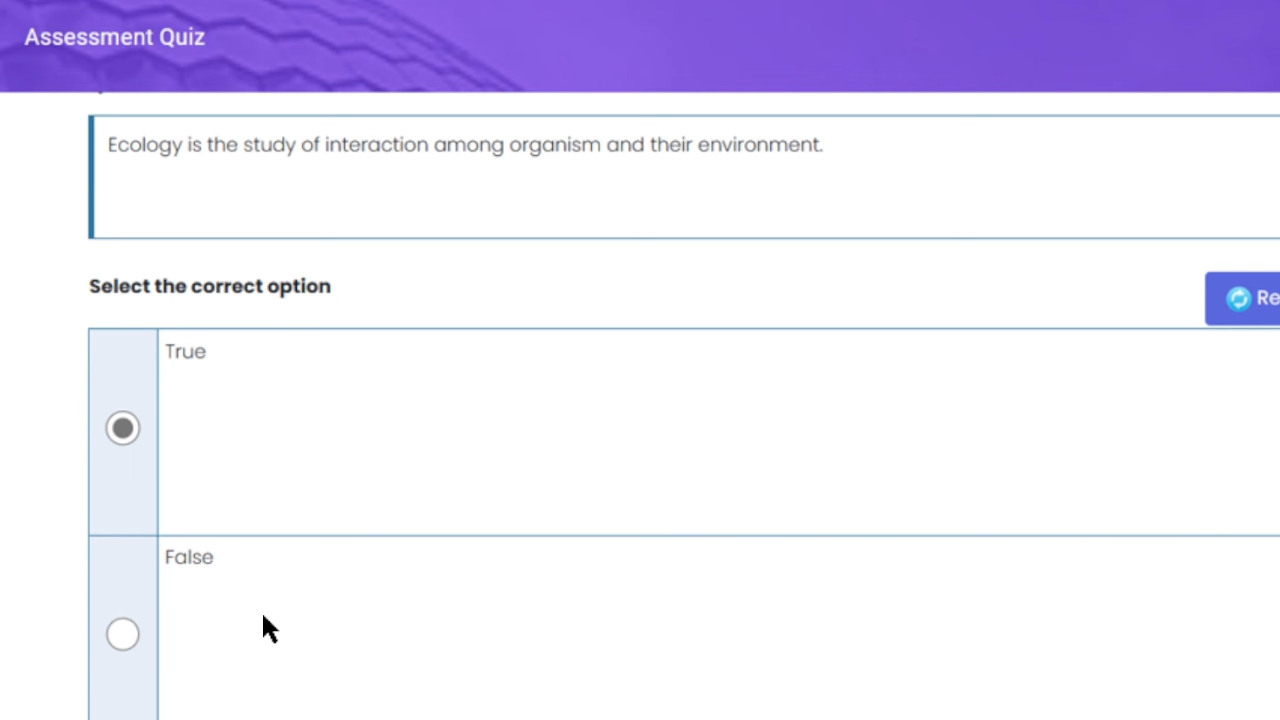 Assessment Quiz
Ecology is the study of interaction among organism and their environment.
Select the correct option
Re
True
False